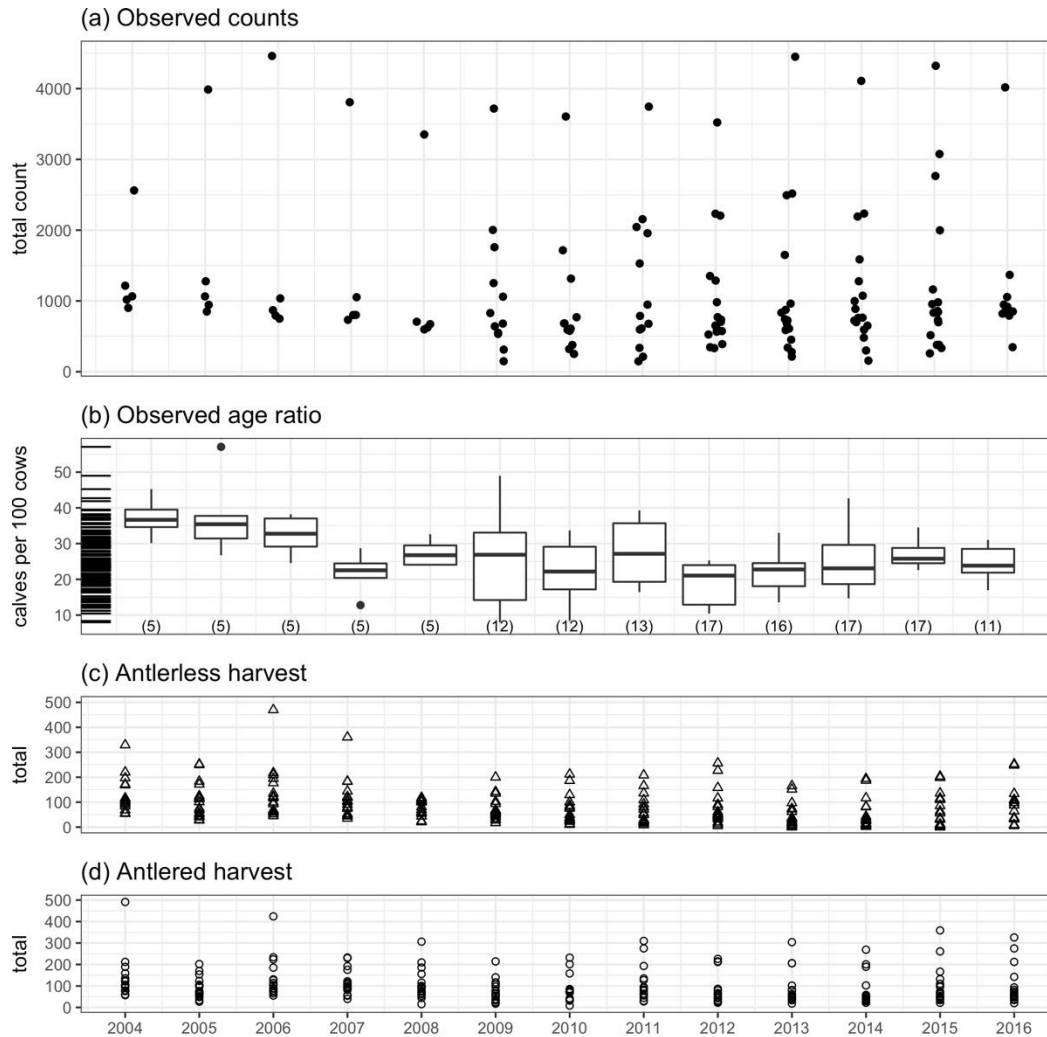 (a) Observed counts
total count
4000
3000
2000
1000
0
(b) Observed age ratio
calves per 100 cows
50
40
30
20
10
(5) (5) (5) (5) (5) (12) (12) (13) (17) (16) (17) (17) (11)
(c) Antlerless harvest
total
500
400
300
200
100
0
(d) Antlered harvest
total
500
400
300
200
100
0
2004 2005 2006 2007 2008 2009 2010 2011 2012 2013 2014 2015 2016